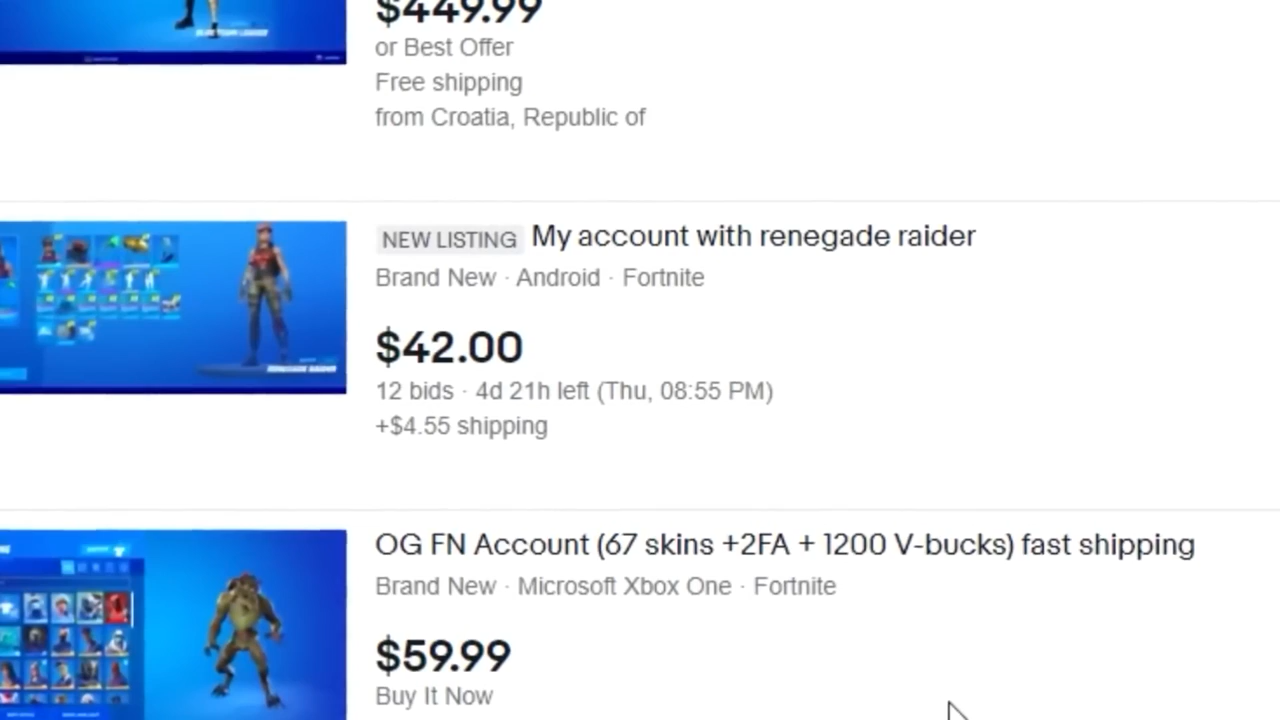 $449.99
or Best Offer
Free shipping
from Croatia, Republic of
NEW LISTING My account with renegade raider
Brand New · Android · Fortnite
$42.00
12 bids · 4d 21h left (Thu, 08:55 PM)
+$4.55 shipping
RENEGADE RAIDER
OG FN Account (67 skins +2FA + 1200 V-bucks) fast shipping
Brand New · Microsoft Xbox One · Fortnite
$59.99
Buy It Now